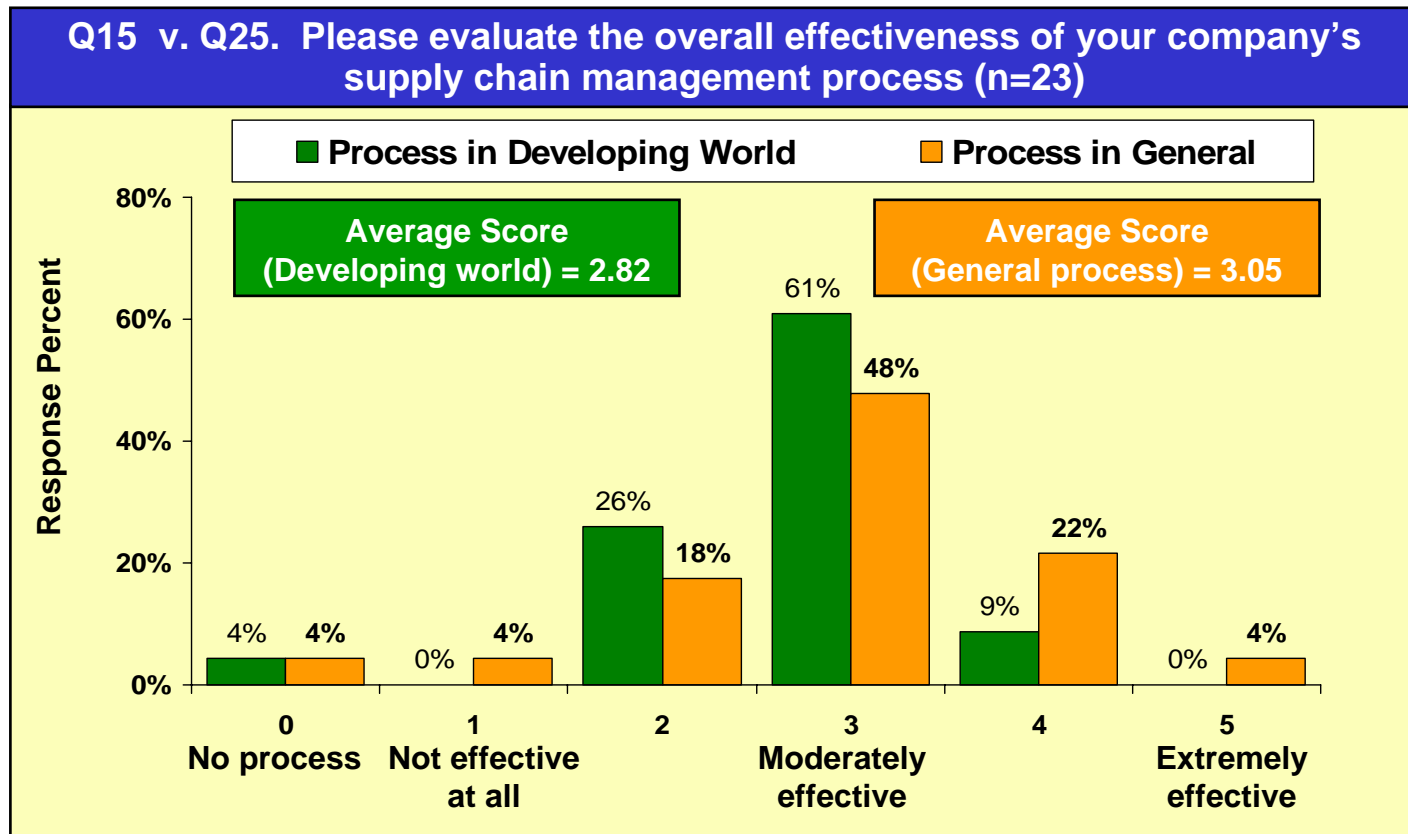 Q15 v. Q25. Please evaluate the overall effectiveness of your company’s
supply chain management process (n=23)
Process in Developing World
Process in General
80%
60%
40%
20%
0%
Response Percent
Average Score
(Developing world) = 2.82
Average Score
(General process) = 3.05
4%
4%
0%
4%
26%
18%
61%
48%
9%
22%
0%
4%
0
No process
1
Not effective
at all
2
3
Moderately
effective
4
5
Extremely
effective